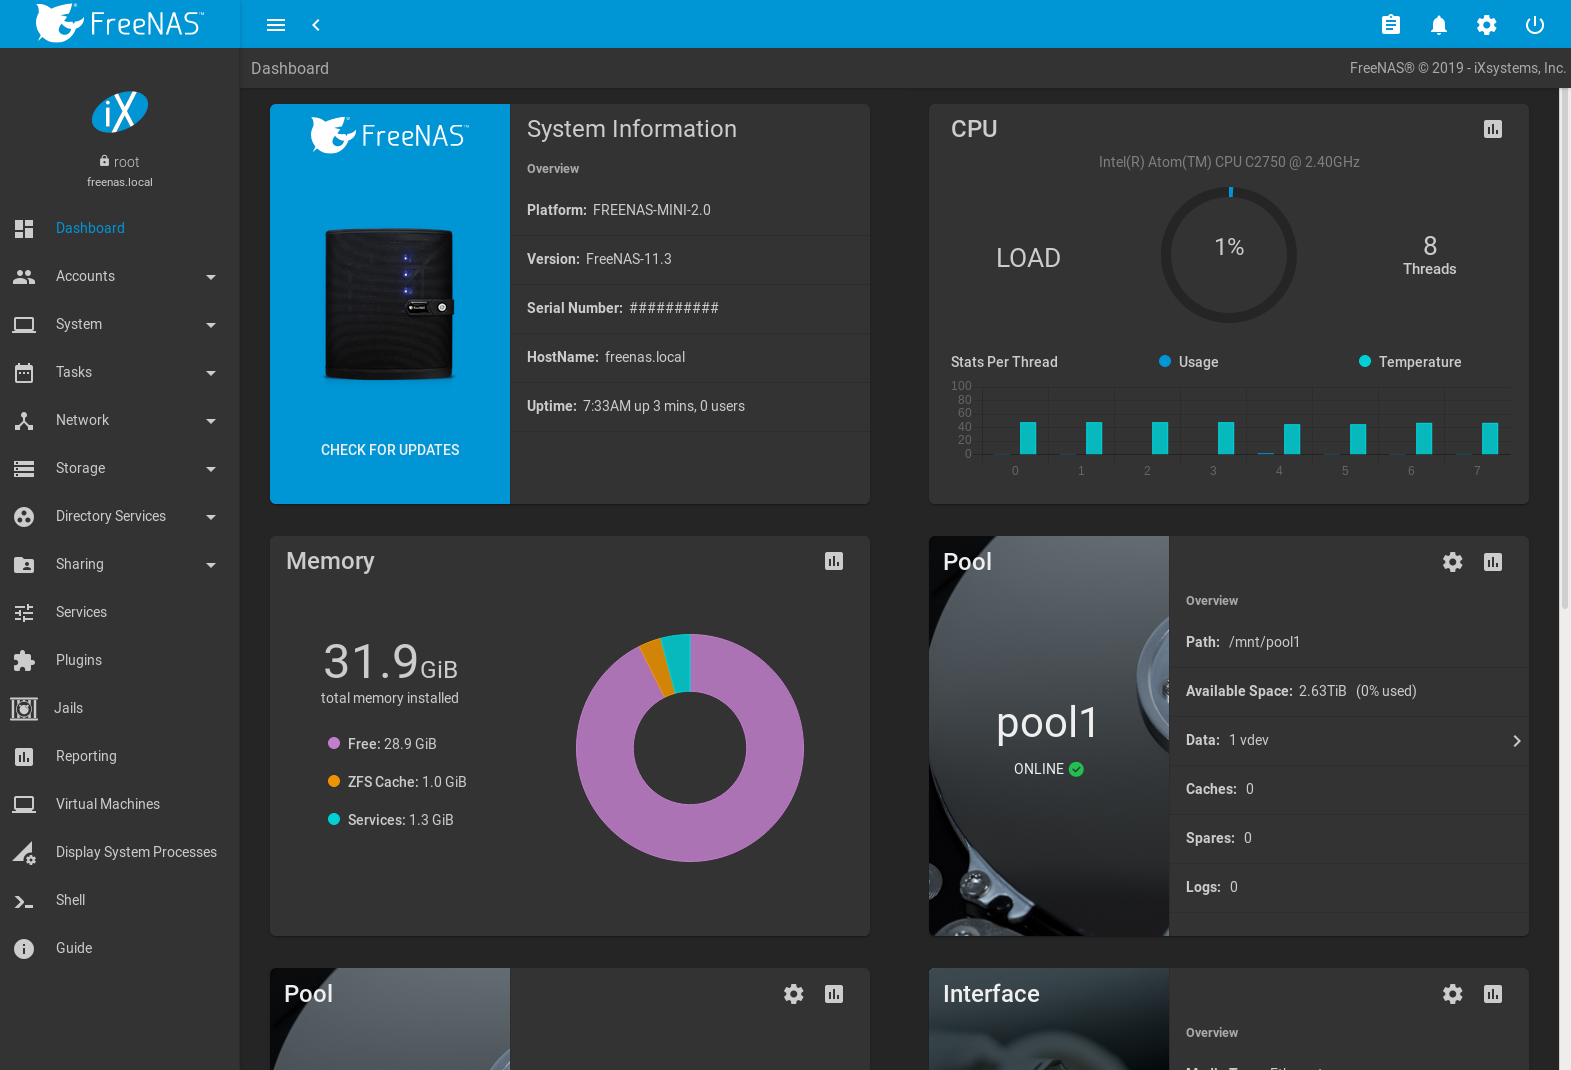 FreeNAS™
Dashboard
FreeNAS® © 2019 - iXsystems, Inc.
iX
root
freenas.local
Dashboard
Accounts
System
Tasks
Network
Storage
Directory Services
Sharing
Services
Plugins
Jails
Reporting
Virtual Machines
Display System Processes
Shell
Guide
FreeNAS™
CHECK FOR UPDATES
System Information
Overview
Platform: FREENAS-MINI-2.0
Version: FreeNAS-11.3
Serial Number: ##########
HostName: freenas.local
Uptime: 7:33AM up 3 mins, 0 users
CPU
Intel(R) Atom(TM) CPU C2750 @ 2.40GHz
LOAD
1%
8
Threads
Stats Per Thread
Usage
Temperature
100
80
60
40
20
0
0 1 2 3 4 5 6 7
Memory
31.9GiB
total memory installed
Free: 28.9 GiB
ZFS Cache: 1.0 GiB
Services: 1.3 GiB
Pool
pool1
ONLINE
Overview
Path: /mnt/pool1
Available Space: 2.63TiB (0% used)
Data: 1 vdev
Caches: 0
Spares: 0
Logs: 0
Pool
Interface
Overview